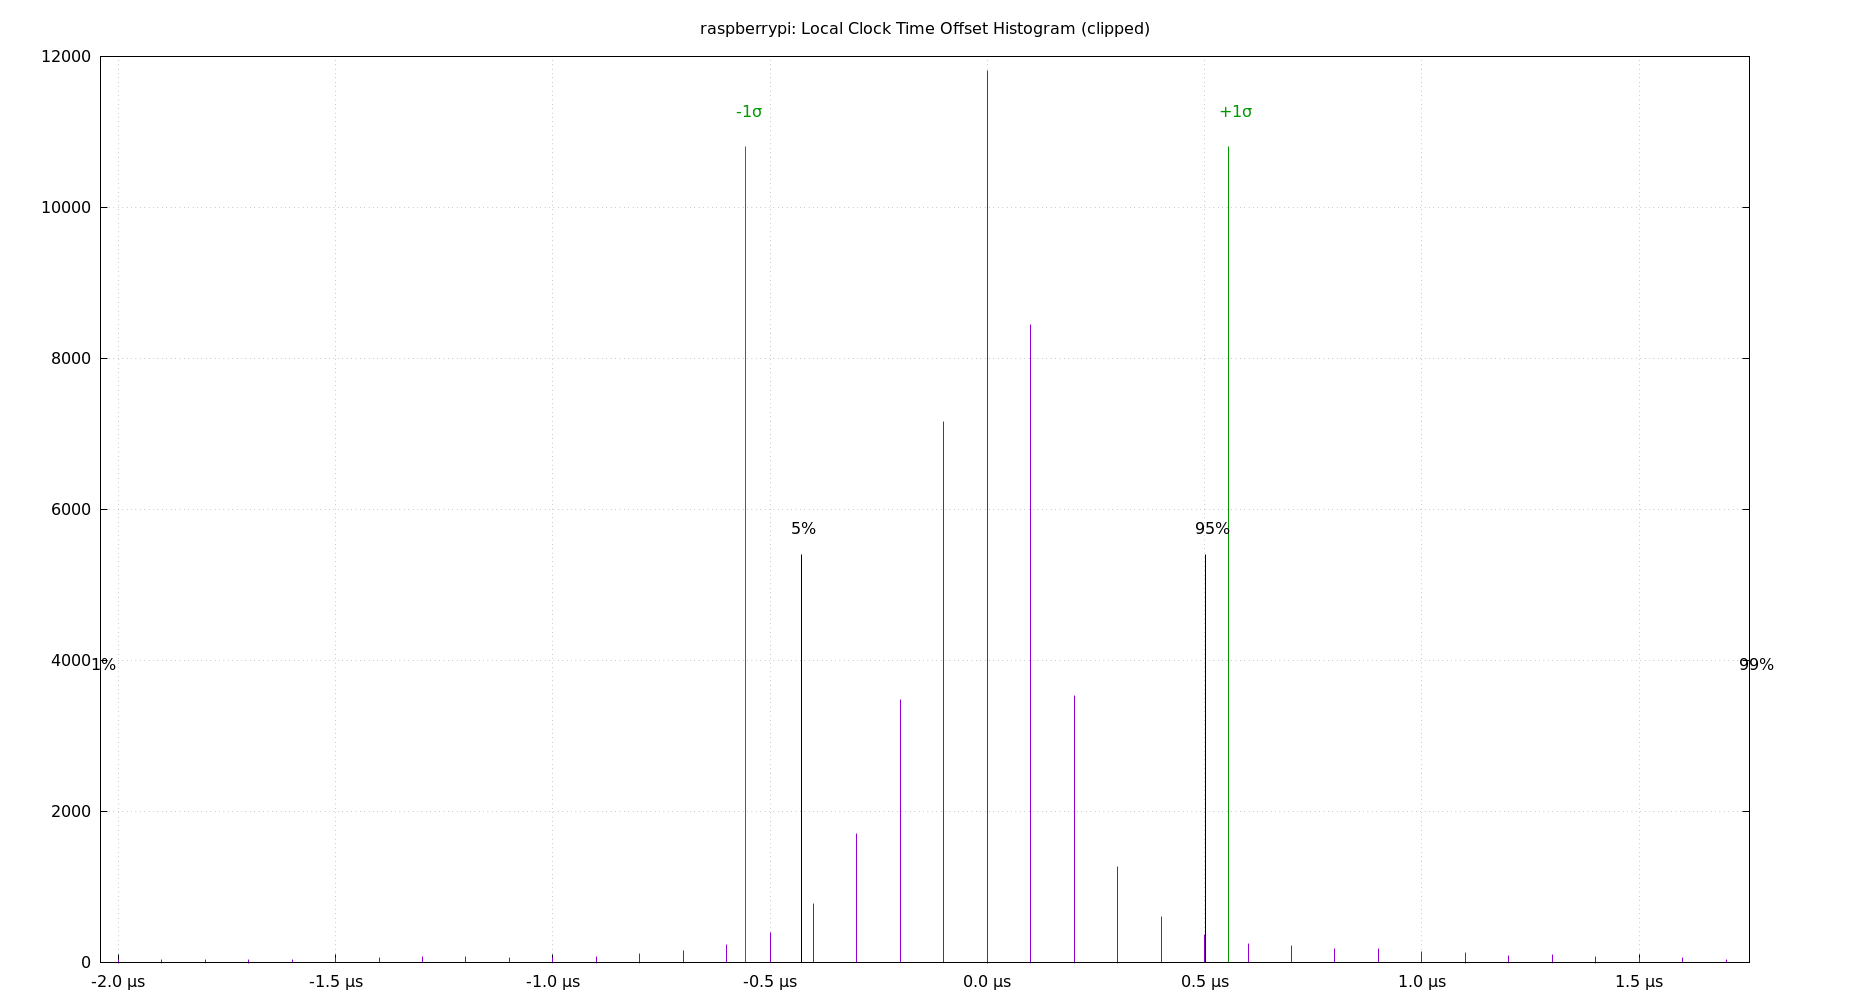 raspberrypi: Local Clock Time Offset Histogram (clipped)
12000
-1σ
+1σ
10000
8000
6000
5%
95%
4000
1%
99%
2000
0
-2.0 µs
-1.5 µs
-1.0 µs
-0.5 µs
0.0 µs
0.5 µs
1.0 µs
1.5 µs